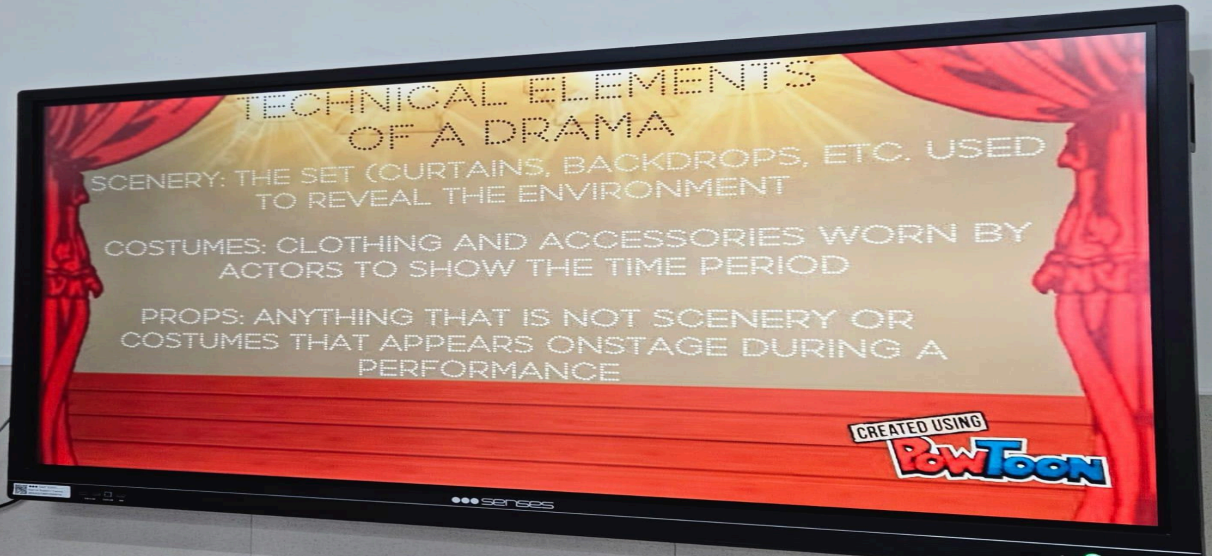 TECHNICAL ELEMENTS
OF A DRAMA
SCENERY: THE SET (CURTAINS, BACKDROPS, ETC. USED
TO REVEAL THE ENVIRONMENT
COSTUMES: CLOTHING AND ACCESSORIES WORN BY
ACTORS TO SHOW THE TIME PERIOD
PROPS: ANYTHING THAT IS NOT SCENERY OR
COSTUMES THAT APPEARS ONSTAGE DURING A
PERFORMANCE
CREATED USING
POWTOON
senses